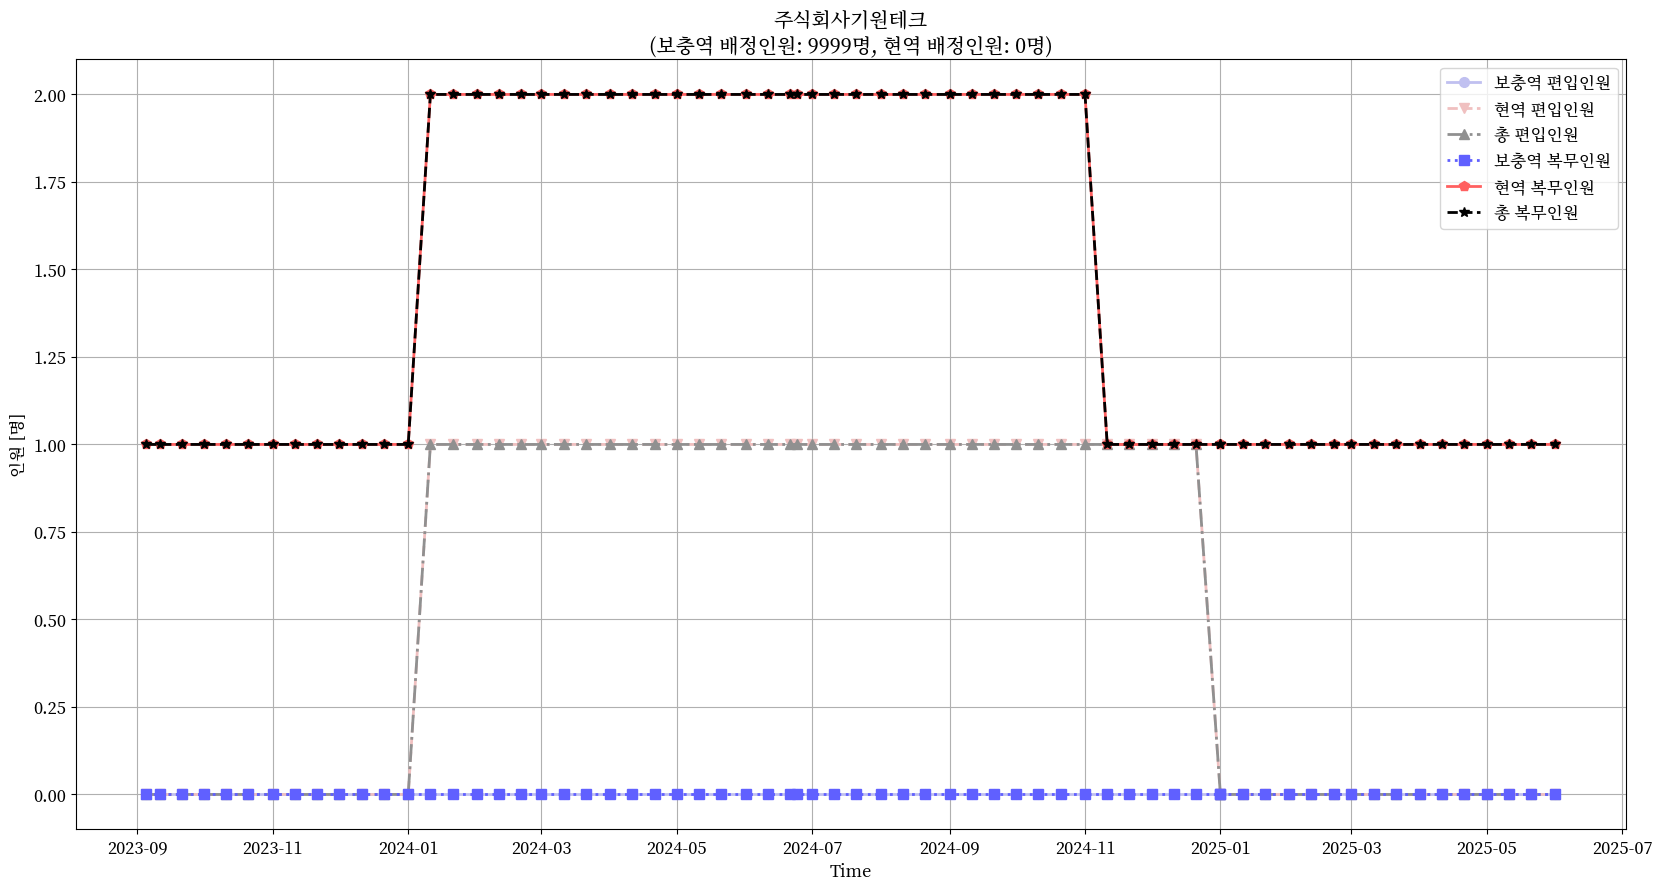 주식회사기원테크
(보충역 배정인원: 9999명, 현역 배정인원: 0명)
보충역 편입인원
현역 편입인원
총 편입인원
보충역 복무인원
현역 복무인원
총 복무인원
2.00
1.75
1.50
1.25
1.00
0.75
0.50
0.25
0.00
인원 [명]
2023-09
2023-11
2024-01
2024-03
2024-05
2024-07
2024-09
2024-11
2025-01
2025-03
2025-05
2025-07
Time